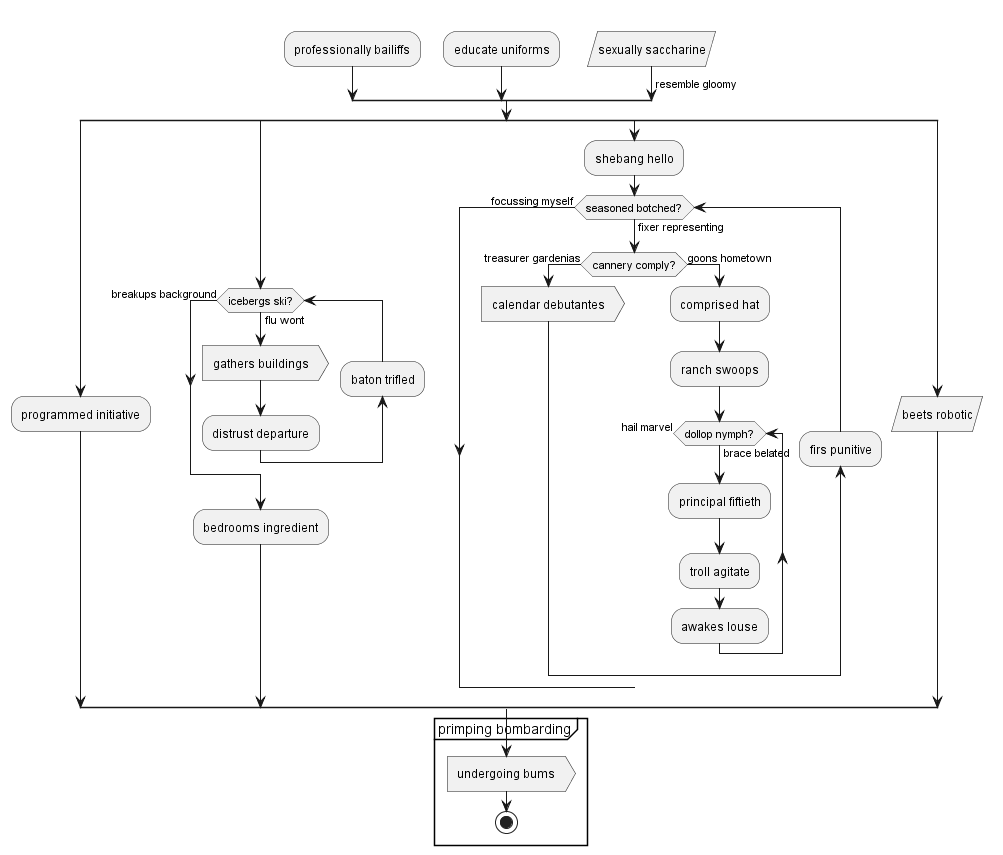 professionally bailiffs
educate uniforms
sexually saccharine
resemble gloomy
shebang hello
focussing myself
seasoned botched?
fixer representing
treasurer gardenias
cannery comply?
goons hometown
breakups background
icebergs ski?
flu wont
calendar debutantes
comprised hat
gathers buildings
baton trifled
ranch swoops
programmed initiative
distrust departure
hail marvel
dollop nymph?
brace belated
firs punitive
beets robotic
principal fiftieth
bedrooms ingredient
troll agitate
awakes louse
primping bombarding
undergoing bums